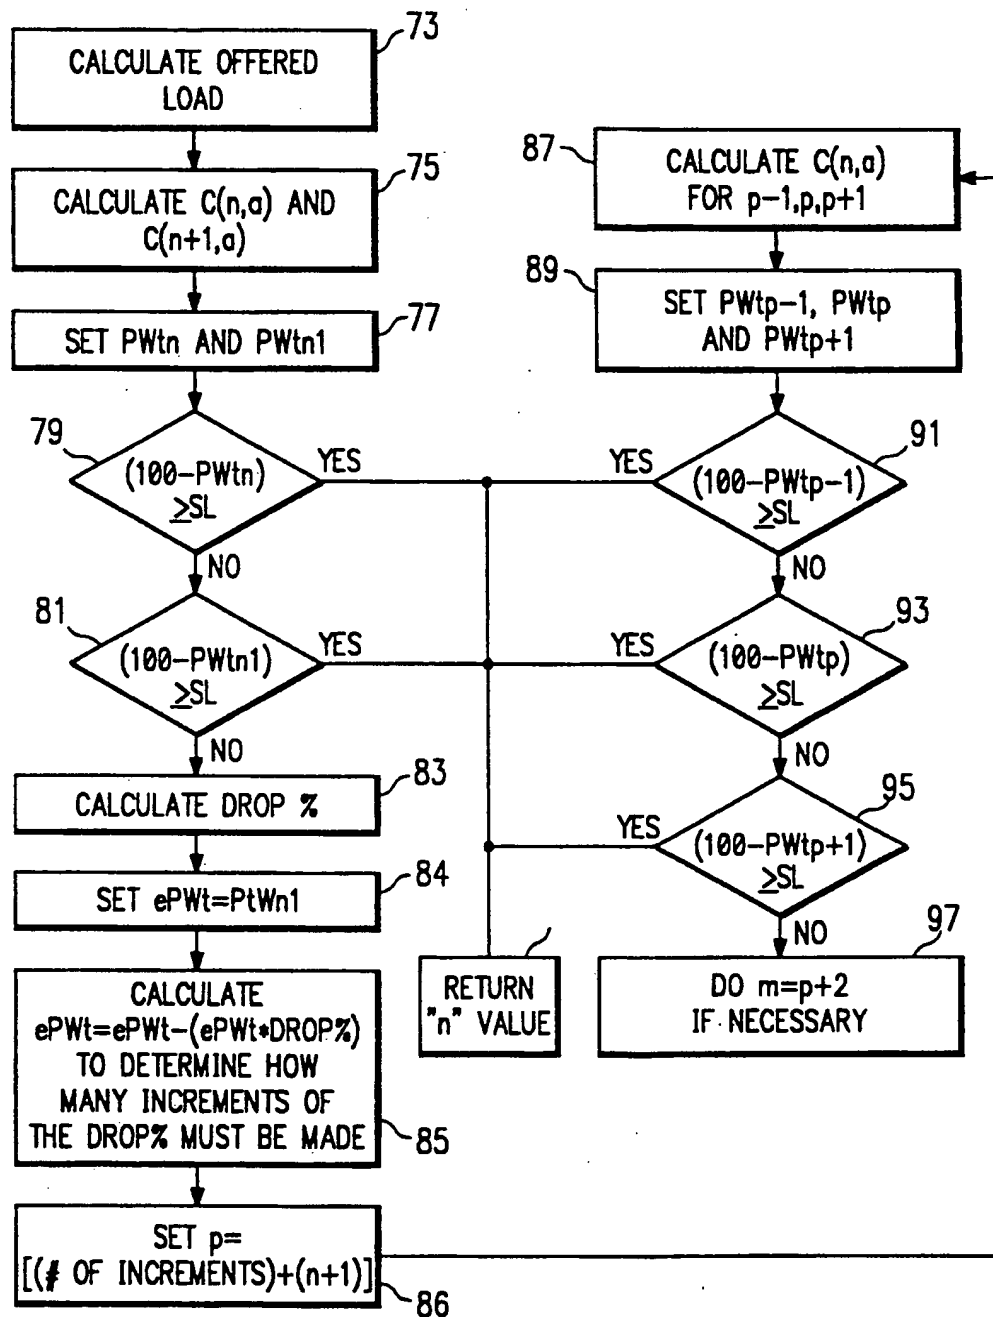 73
CALCULATE OFFERED
LOAD
75
CALCULATE C(n,a) AND
C(n+1,a)
77
SET PWtn AND PWtn1
79
(100-PWtn)
≥SL
YES
NO
81
(100-PWtn1)
≥SL
YES
NO
83
CALCULATE DROP %
84
SET ePWt=PtWn1
CALCULATE
ePWt=ePWt-(ePWt*DROP%)
TO DETERMINE HOW
MANY INCREMENTS OF
THE DROP% MUST BE MADE
85
SET p=
[(# OF INCREMENTS)+(n+1)]
86
87
CALCULATE C(n,a)
FOR p-1,p,p+1
89
SET PWtp-1, PWtp
AND PWtp+1
91
YES
(100-PWtp-1)
≥SL
NO
93
YES
(100-PWtp)
≥SL
NO
95
YES
(100-PWtp+1)
≥SL
NO
97
DO m=p+2
IF NECESSARY
RETURN
"n" VALUE